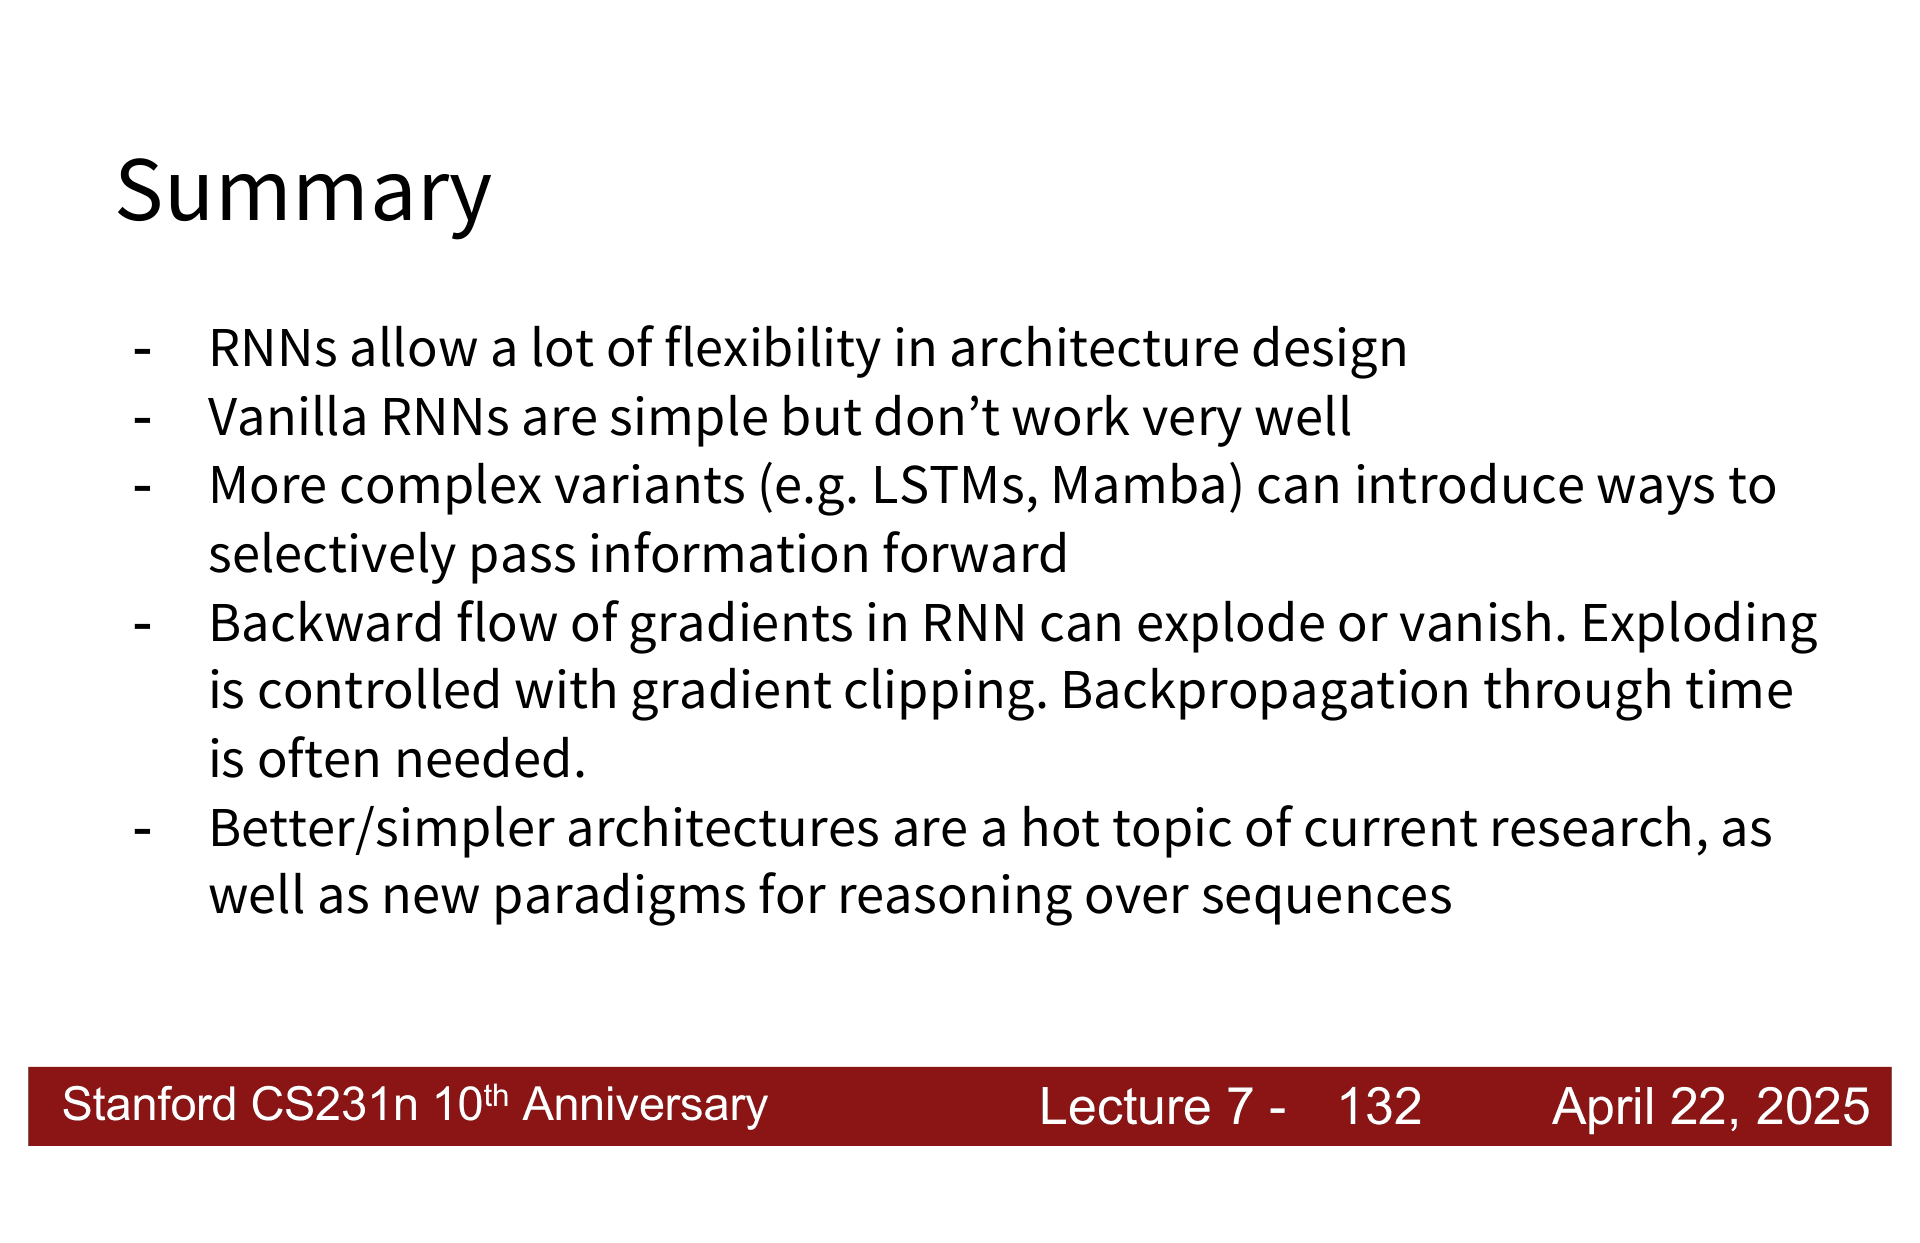 Summary
- RNNs allow a lot of flexibility in architecture design
- Vanilla RNNs are simple but don’t work very well
- More complex variants (e.g. LSTMs, Mamba) can introduce ways to
selectively pass information forward
- Backward flow of gradients in RNN can explode or vanish. Exploding
is controlled with gradient clipping. Backpropagation through time
is often needed.
- Better/simpler architectures are a hot topic of current research, as
well as new paradigms for reasoning over sequences
Stanford CS231n 10th Anniversary Lecture 7 - 132 April 22, 2025